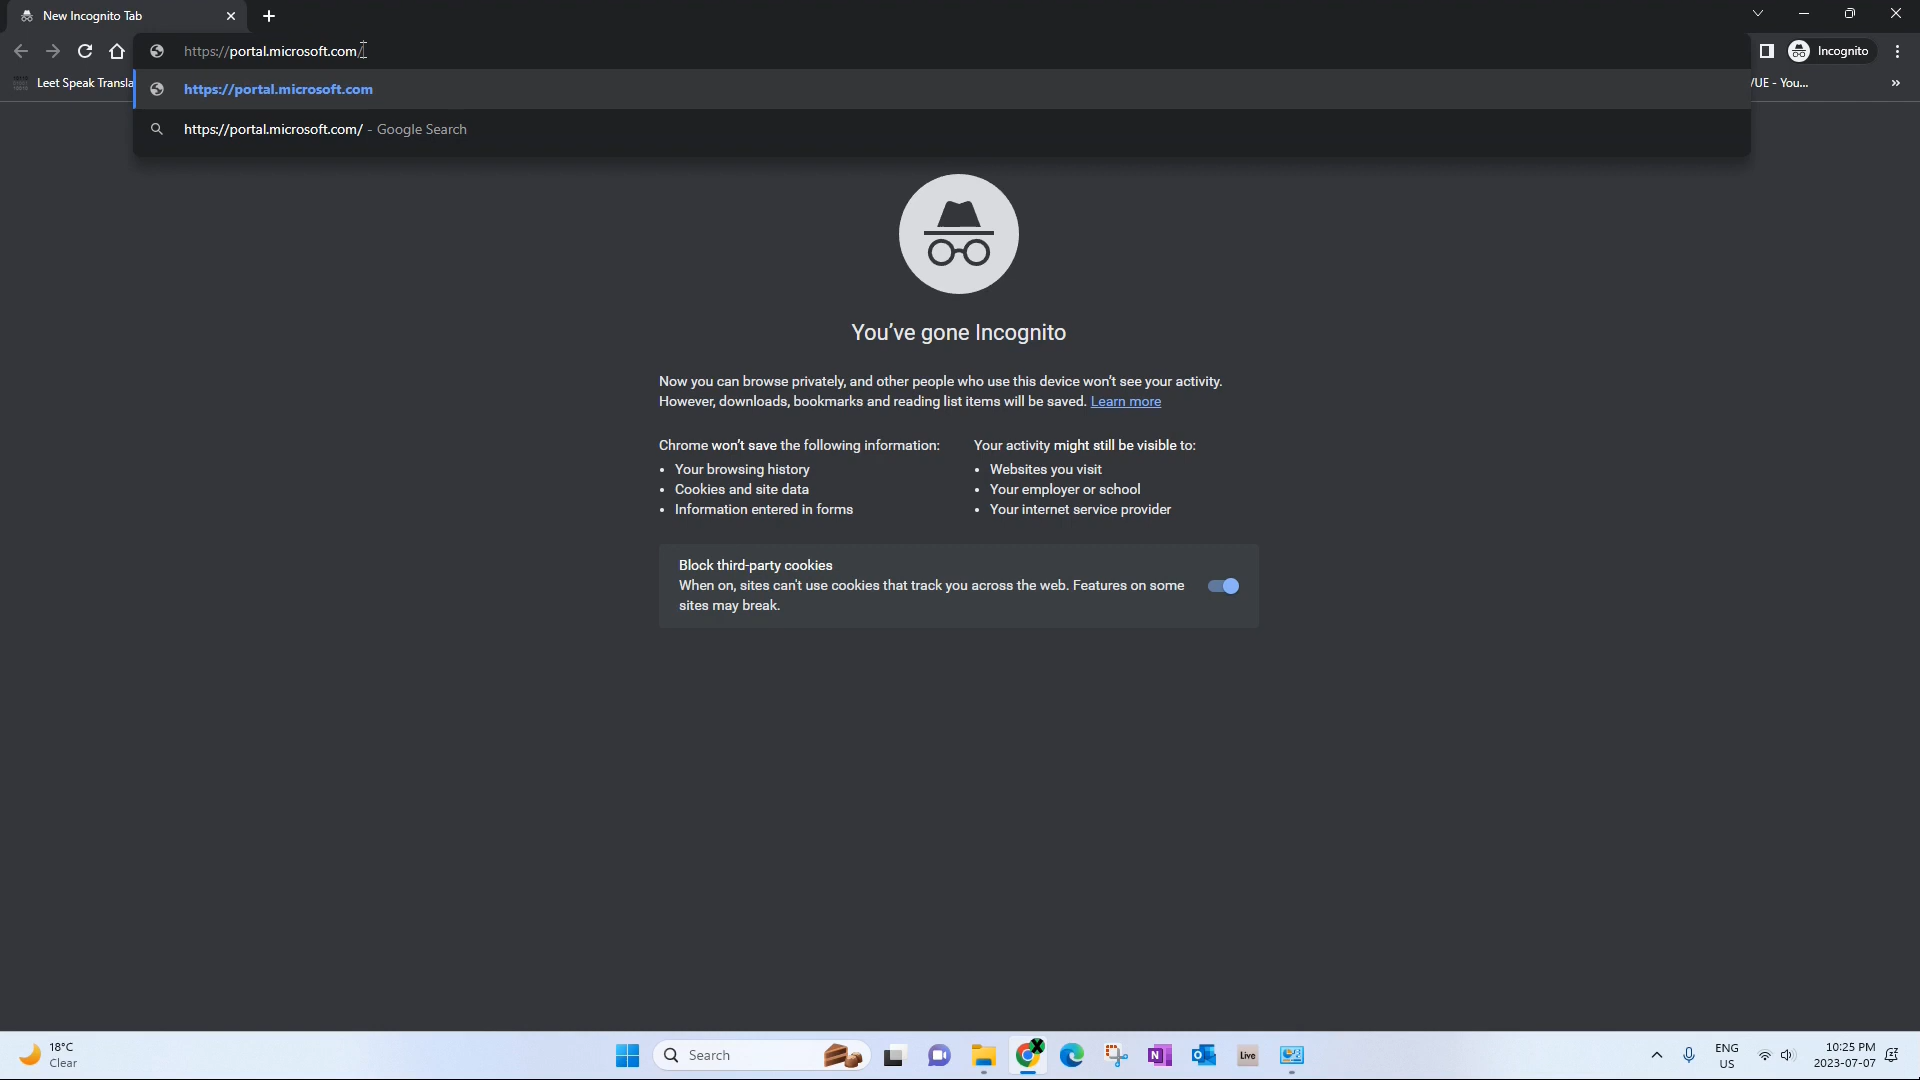 New Incognito Tab
https://portal.microsoft.com/
Incognito
Leet Speak Transla
/UE - You...
https://portal.microsoft.com
https://portal.microsoft.com/ - Google Search
You've gone Incognito
Now you can browse privately, and other people who use this device won't see your activity.
However, downloads, bookmarks and reading list items will be saved. Learn more
Chrome won't save the following information:
Your browsing history
Cookies and site data
Information entered in forms
Your activity might still be visible to:
Websites you visit
Your employer or school
Your internet service provider
Block third-party cookies
When on, sites can't use cookies that track you across the web. Features on some
sites may break.
18°C
Clear
Search
Live
ENG
US
10:25 PM
2023-07-07